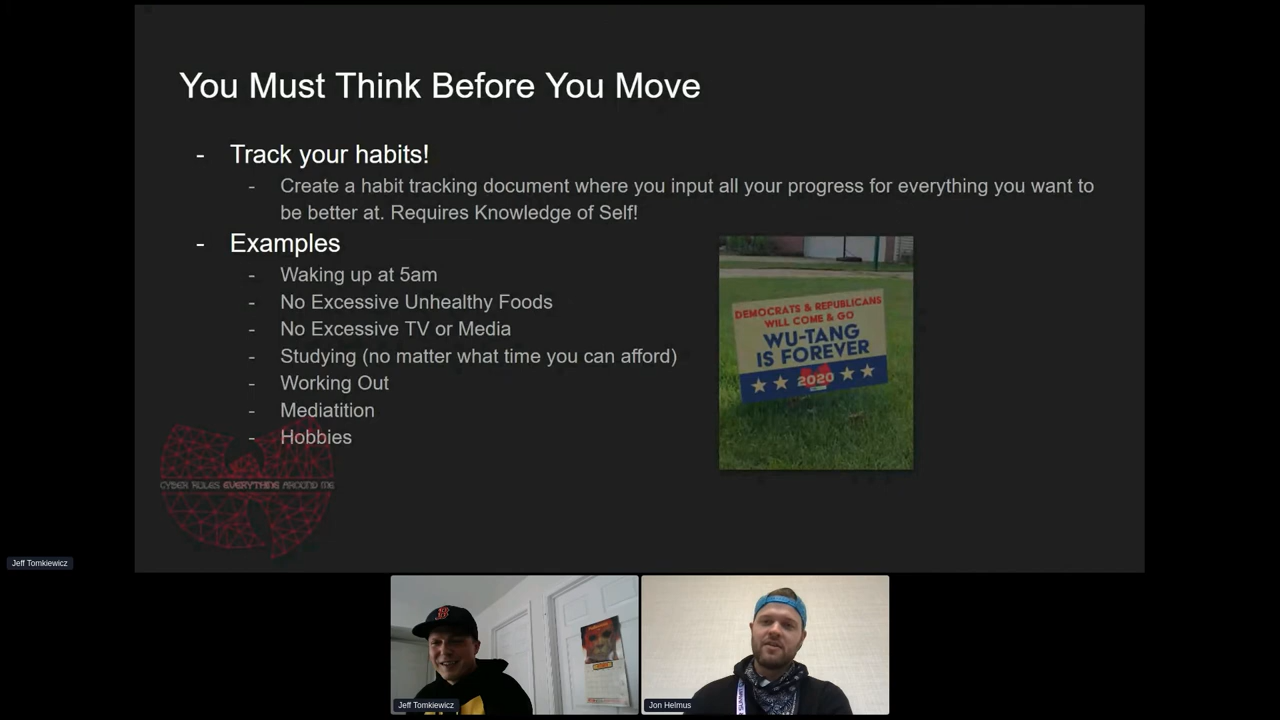 You Must Think Before You Move
- Track your habits!
- Create a habit tracking document where you input all your progress for everything you want to
be better at. Requires Knowledge of Self!
- Examples
- Waking up at 5am
- No Excessive Unhealthy Foods
- No Excessive TV or Media
- Studying (no matter what time you can afford)
- Working Out
- Mediatition
- Hobbies
DEMOCRATS & REPUBLICANS
WILL COME & GO
WU-TANG
IS FOREVER
2020
CYBER RULES EVERYTHING AROUND ME
Jeff Tomkiewicz
Jeff Tomkiewicz
Jon Helmus